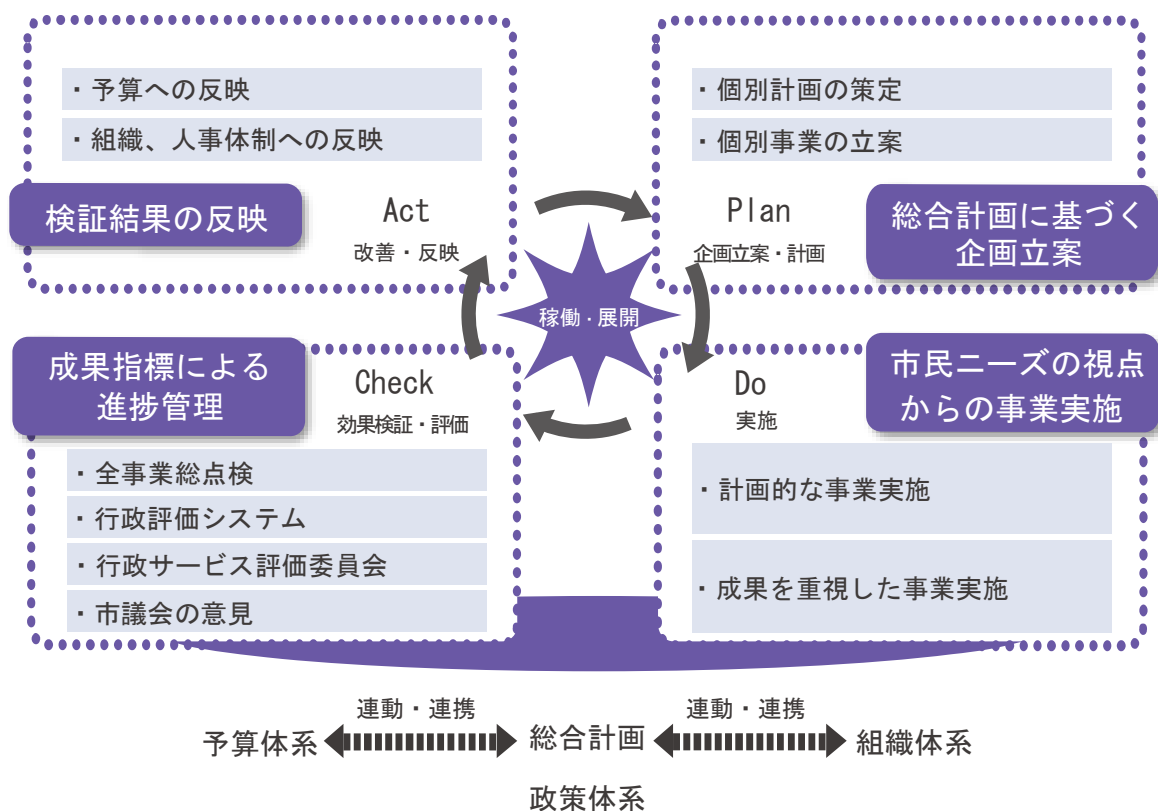 ・予算への反映
・組織、人事体制への反映
検証結果の反映
Act
改善・反映
・個別計画の策定
・個別事業の立案
Plan
企画立案・計画
総合計画に基づく
企画立案
稼働・展開
成果指標による
進捗管理
Check
効果検証・評価
・全事業総点検
・行政評価システム
・行政サービス評価委員会
・市議会の意見
Do
実施
市民ニーズの視点
からの事業実施
・計画的な事業実施
・成果を重視した事業実施
連動・連携
連動・連携
予算体系
総合計画
組織体系
政策体系